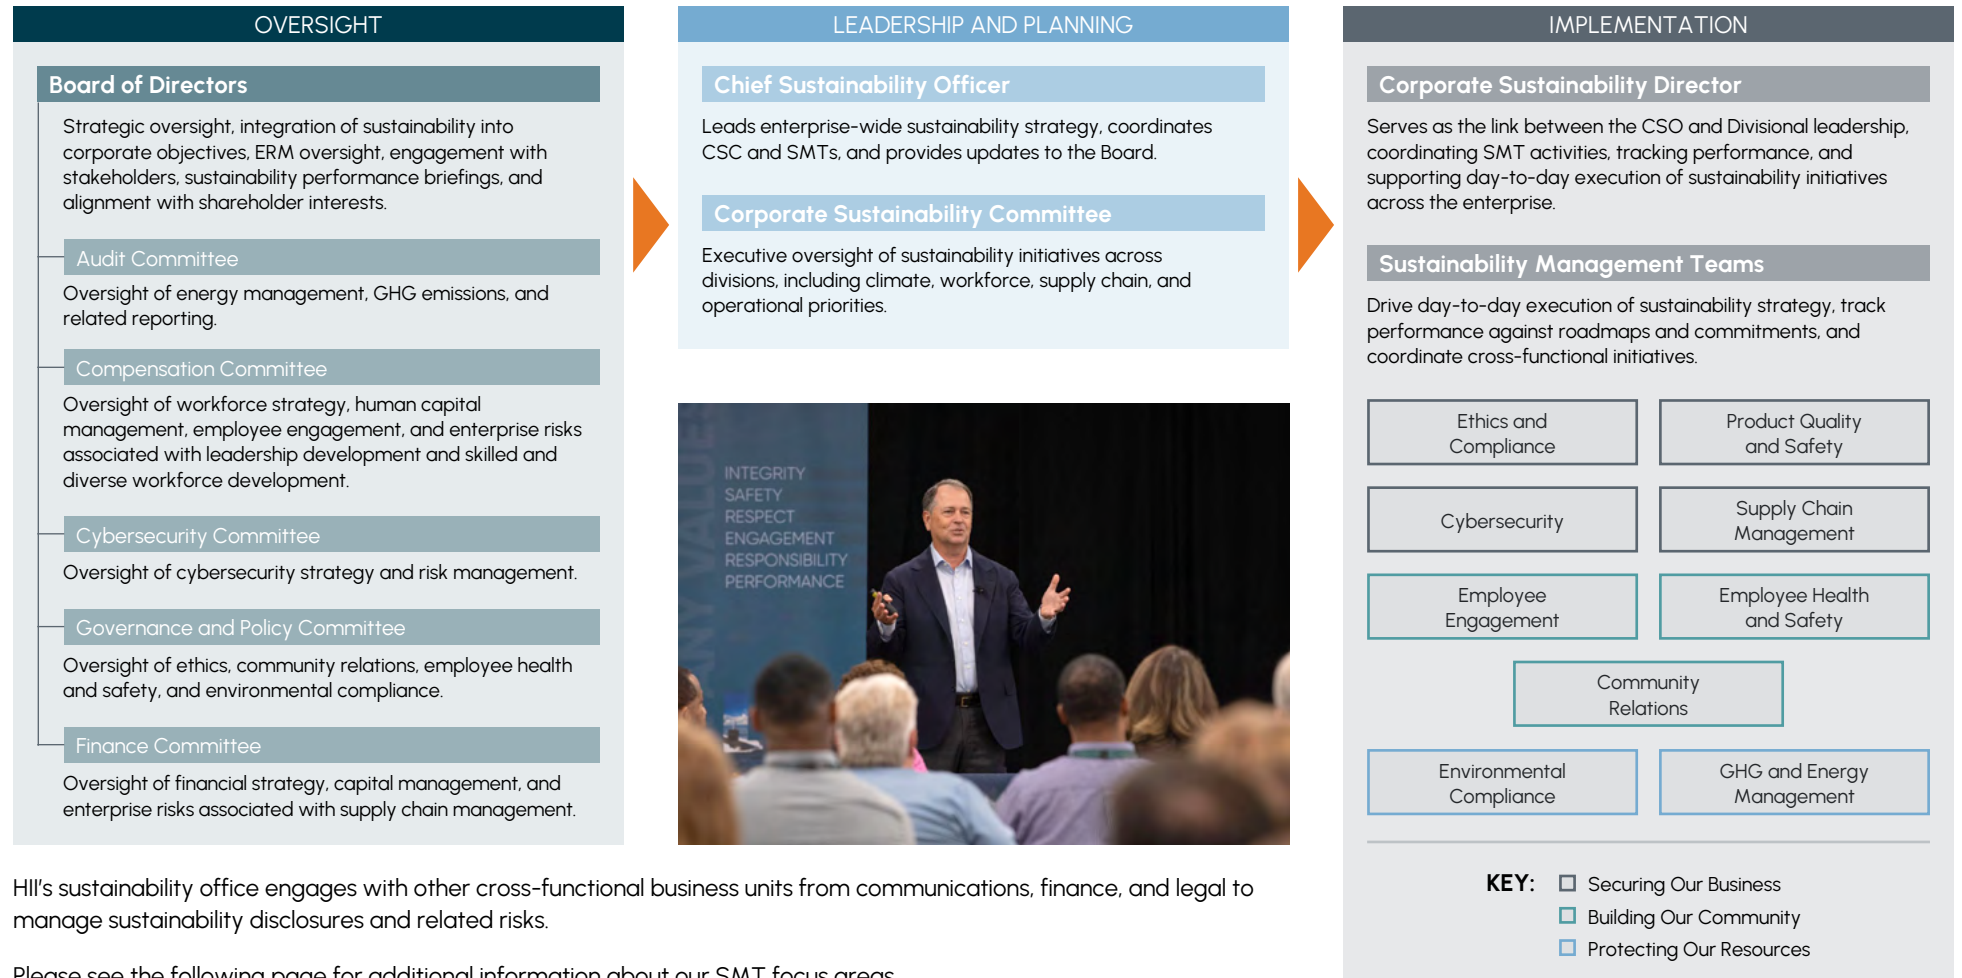 OVERSIGHT
Board of Directors
Strategic oversight, integration of sustainability into
corporate objectives, ERM oversight, engagement with
stakeholders, sustainability performance briefings, and
alignment with shareholder interests.
Audit Committee
Oversight of energy management, GHG emissions, and
related reporting.
Compensation Committee
Oversight of workforce strategy, human capital
management, employee engagement, and enterprise risks
associated with leadership development and skilled and
diverse workforce development.
Cybersecurity Committee
Oversight of cybersecurity strategy and risk management.
Governance and Policy Committee
Oversight of ethics, community relations, employee health
and safety, and environmental compliance.
Finance Committee
Oversight of financial strategy, capital management, and
enterprise risks associated with supply chain management.
LEADERSHIP AND PLANNING
Chief Sustainability Officer
Leads enterprise-wide sustainability strategy, coordinates
CSC and SMTs, and provides updates to the Board.
Corporate Sustainability Committee
Executive oversight of sustainability initiatives across
divisions, including climate, workforce, supply chain, and
operational priorities.
INTEGRITY
SAFETY
RESPECT
ENGAGEMENT
RESPONSIBILITY
PERFORMANCE
IMPLEMENTATION
Corporate Sustainability Director
Serves as the link between the CSO and Divisional leadership,
coordinating SMT activities, tracking performance, and
supporting day-to-day execution of sustainability initiatives
across the enterprise.
Sustainability Management Teams
Drive day-to-day execution of sustainability strategy, track
performance against roadmaps and commitments, and
coordinate cross-functional initiatives.
Ethics and
Compliance
Product Quality
and Safety
Cybersecurity
Supply Chain
Management
Employee
Engagement
Employee Health
and Safety
Community
Relations
Environmental
Compliance
GHG and Energy
Management
KEY:
Securing Our Business
Building Our Community
Protecting Our Resources
HII's sustainability office engages with other cross-functional business units from communications, finance, and legal to
manage sustainability disclosures and related risks.
Please see the following page for additional information about our SMT focus areas.